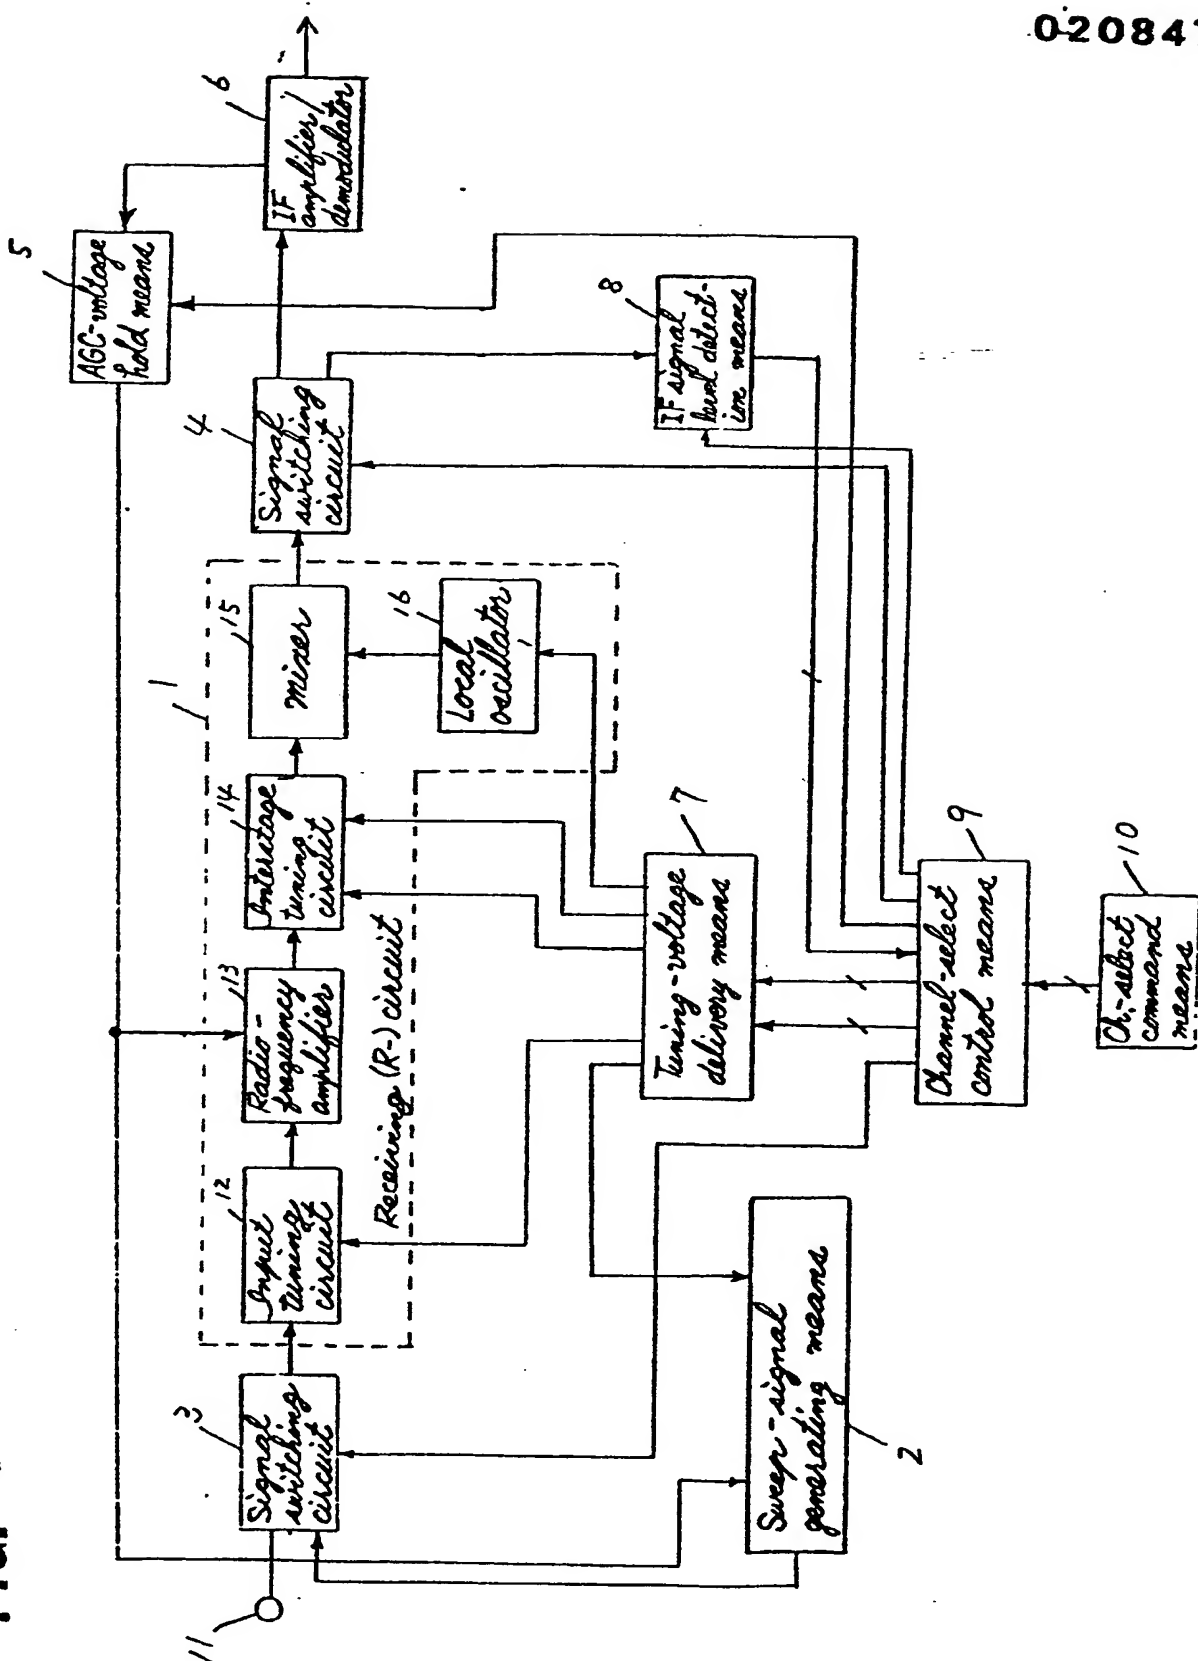 020847
11
3
Signal
switching
circuit
1
12
Input
tuning
circuit
13
Radio-
frequency
amplifier
14
Interstage
tuning
circuit
15
mixer
16
Local
oscillator
Receiving (R-) circuit
4
Signal
switching
circuit
5
AGC-voltage
hold means
6
IF
amplifier/
demodulator
8
IF signal
level detect-
ion means
7
Tuning-voltage
delivery means
2
Sweep-signal
generating means
9
Channel-select
control means
10
Ch.-select
command
means